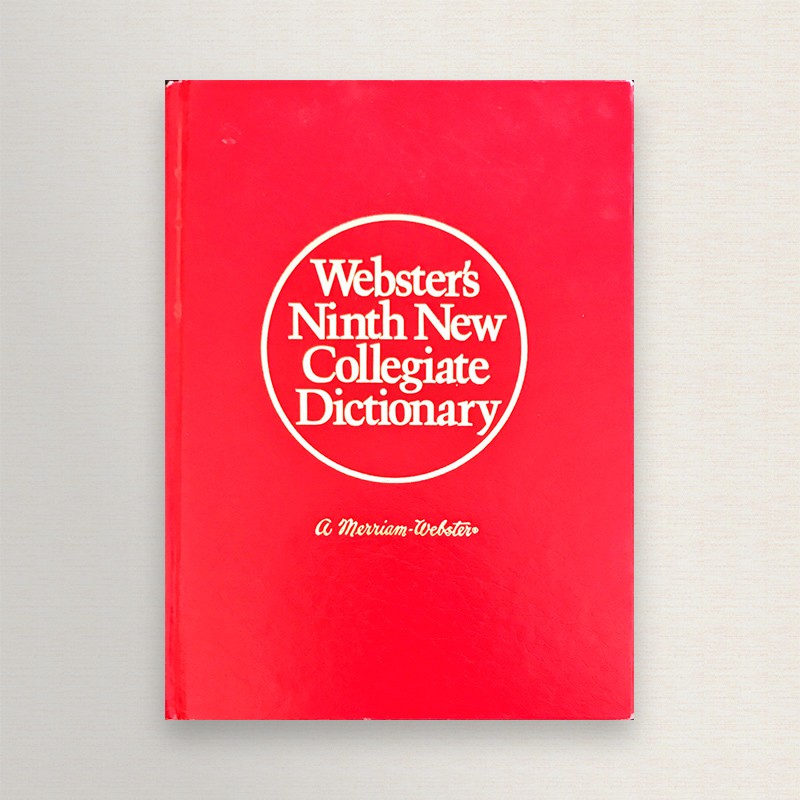 Webster's
Ninth New
Collegiate
Dictionary
A Merriam-Webster®